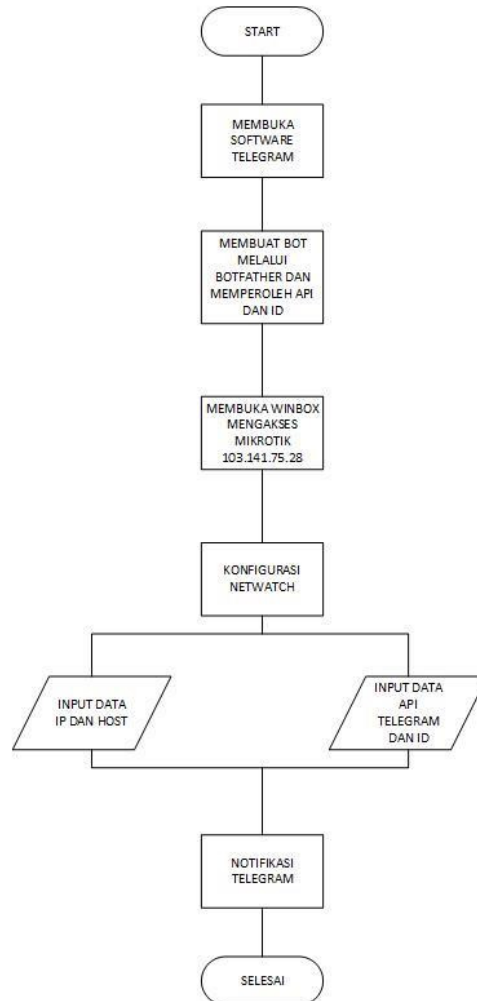 START
MEMBUKA
SOFTWARE
TELEGRAM
MEMBUAT BOT
MELALUI
BOTFATHER DAN
MEMPEROLEH API
DAN ID
MEMBUKA WINBOX
MENGAKSES
MIKROTIK
103.141.75.28
KONFIGURASI
NETWATCH
INPUT DATA
IP DAN HOST
INPUT DATA
API
TELEGRAM
DAN ID
NOTIFIKASI
TELEGRAM
SELESAI